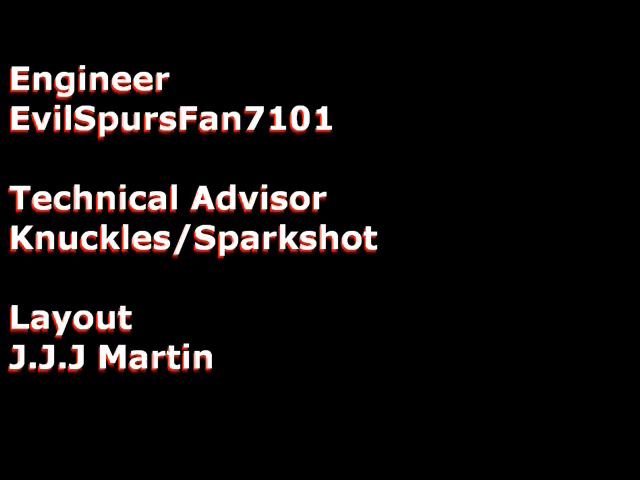 Engineer
EvilSpursFan7101
Technical Advisor
Knuckles/Sparkshot
Layout
J.J.J Martin